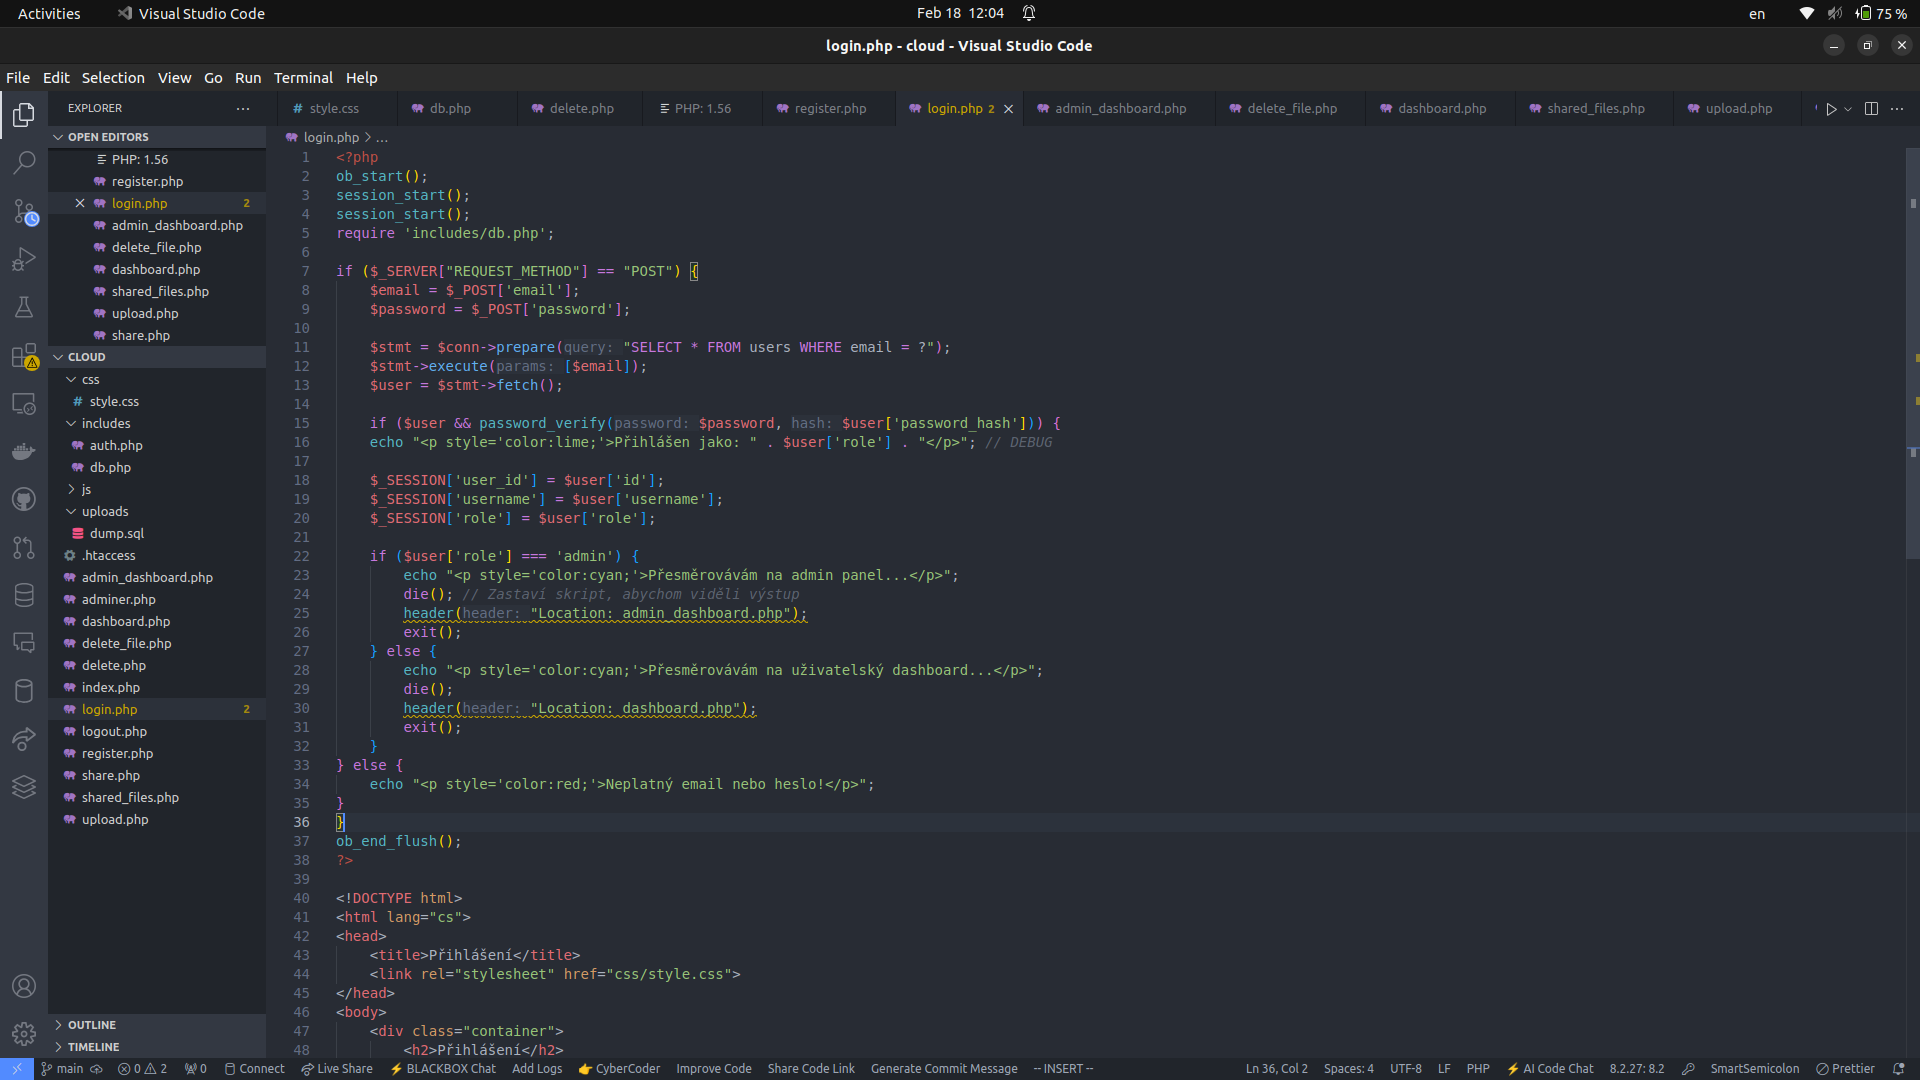 Activities
Visual Studio Code
Feb 18 12:04
en
75 %
login.php - cloud - Visual Studio Code
File Edit Selection View Go Run Terminal Help
EXPLORER
style.css
db.php
delete.php
PHP: 1.56
register.php
login.php 2
admin_dashboard.php
delete_file.php
dashboard.php
shared_files.php
upload.php
OPEN EDITORS
PHP: 1.56
register.php
login.php 2
admin_dashboard.php
delete_file.php
dashboard.php
shared_files.php
upload.php
share.php
CLOUD
css
# style.css
includes
auth.php
db.php
js
uploads
dump.sql
.htaccess
admin_dashboard.php
adminer.php
dashboard.php
delete_file.php
delete.php
index.php
login.php 2
logout.php
register.php
share.php
shared_files.php
upload.php
OUTLINE
TIMELINE
login.php > ...
1 <?php
2 ob_start();
3 session_start();
4 session_start();
5 require 'includes/db.php';
6
7 if ($_SERVER["REQUEST_METHOD"] == "POST") {
8 $email = $_POST['email'];
9 $password = $_POST['password'];
10
11 $stmt = $conn->prepare(query: "SELECT * FROM users WHERE email = ?");
12 $stmt->execute(params: [$email]);
13 $user = $stmt->fetch();
14
15 if ($user && password_verify(password: $password, hash: $user['password_hash'])) {
16 echo "<p style='color:lime;'>Přihlášen jako: " . $user['role'] . "</p>"; // DEBUG
17
18 $_SESSION['user_id'] = $user['id'];
19 $_SESSION['username'] = $user['username'];
20 $_SESSION['role'] = $user['role'];
21
22 if ($user['role'] === 'admin') {
23 echo "<p style='color:cyan;'>Přesměrovávám na admin panel...</p>";
24 die(); // Zastaví skript, abychom viděli výstup
25 header(header: "Location: admin_dashboard.php");
26 exit();
27 } else {
28 echo "<p style='color:cyan;'>Přesměrovávám na uživatelský dashboard...</p>";
29 die();
30 header(header: "Location: dashboard.php");
31 exit();
32 }
33 } else {
34 echo "<p style='color:red;'>Neplatný email nebo heslo!</p>";
35 }
36 }
37 ob_end_flush();
38 ?>
39
40 <!DOCTYPE html>
41 <html lang="cs">
42 <head>
43 <title>Přihlášení</title>
44 <link rel="stylesheet" href="css/style.css">
45 </head>
46 <body>
47 <div class="container">
48 <h2>Přihlášení</h2>
main 0 2 0 Connect Live Share BLACKBOX Chat Add Logs CyberCoder Improve Code Share Code Link Generate Commit Message -- INSERT -- Ln 36, Col 2 Spaces: 4 UTF-8 LF PHP AI Code Chat 8.2.27: 8.2 SmartSemicolon Prettier